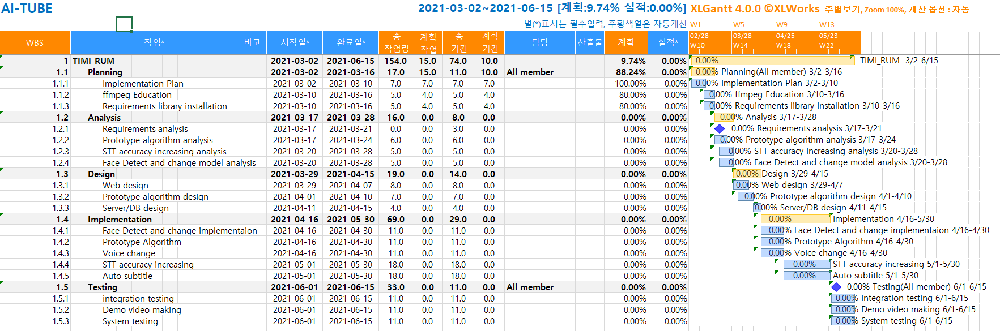 AI-TUBE 2021-03-02~2021-06-15 [계획:9.74% 실적:0.00%] XLGantt 4.0.0 ©XLWorks 주별보기, Zoom 100%, 계산 옵션 : 자동
별(*)표시는 필수입력, 주황색열은 자동계산 W1 W5 W9 W13
WBS 작업* 비고 시작일* 완료일* 총 작업량 계획 작업 총 기간 계획 기간 담당 산출물 계획 실적* 02/28 03/28 04/25 05/23
W10 W14 W18 W22
1 TIMI_RUM 2021-03-02 2021-06-15 154.0 15.0 74.0 10.0 9.74% 0.00% 0.00% TIMI_RUM 3/2-6/15
1.1 Planning 2021-03-02 2021-03-16 17.0 15.0 11.0 10.0 All member 88.24% 0.00% 0.00% Planning(All member) 3/2-3/16
1.1.1 Implementation Plan 2021-03-02 2021-03-10 7.0 7.0 7.0 7.0 100.00% 0.00% 0.00% Implementation Plan 3/2-3/10
1.1.2 ffmpeg Education 2021-03-10 2021-03-16 5.0 4.0 5.0 4.0 80.00% 0.00% 0.00% ffmpeg Education 3/10-3/16
1.1.3 Requirements library installation 2021-03-10 2021-03-16 5.0 4.0 5.0 4.0 80.00% 0.00% 0.00% Requirements library installation 3/10-3/16
1.2 Analysis 2021-03-17 2021-03-28 16.0 0.0 8.0 0.0 0.00% 0.00% 0.00% Analysis 3/17-3/28
1.2.1 Requirements analysis 2021-03-17 2021-03-21 0.0 0.0 3.0 0.0 0.00% 0.00% 0.00% Requirements analysis 3/17-3/21
1.2.2 Prototype algorithm analysis 2021-03-17 2021-03-24 6.0 0.0 6.0 0.0 0.00% 0.00% 0.00% Prototype algorithm analysis 3/17-3/24
1.2.3 STT accuracy increasing analysis 2021-03-20 2021-03-28 5.0 0.0 5.0 0.0 0.00% 0.00% 0.00% STT accuracy increasing analysis 3/20-3/28
1.2.4 Face Detect and change model analysis 2021-03-20 2021-03-28 5.0 0.0 5.0 0.0 0.00% 0.00% 0.00% Face Detect and change model analysis 3/20-3/28
1.3 Design 2021-03-29 2021-04-15 19.0 0.0 14.0 0.0 0.00% 0.00% 0.00% Design 3/29-4/15
1.3.1 Web design 2021-03-29 2021-04-07 8.0 0.0 8.0 0.0 0.00% 0.00% 0.00% Web design 3/29-4/7
1.3.2 Prototype algorithm design 2021-04-01 2021-04-10 7.0 0.0 7.0 0.0 0.00% 0.00% 0.00% Prototype algorithm design 4/1-4/10
1.3.3 Server/DB design 2021-04-11 2021-04-15 4.0 0.0 4.0 0.0 0.00% 0.00% 0.00% Server/DB design 4/11-4/15
1.4 Implementation 2021-04-16 2021-05-30 69.0 0.0 29.0 0.0 0.00% 0.00% 0.00% Implementation 4/16-5/30
1.4.1 Face Detect and change implementaion 2021-04-16 2021-04-30 11.0 0.0 11.0 0.0 0.00% 0.00% 0.00% Face Detect and change implementaion 4/16-4/30
1.4.2 Prototype Algorithm 2021-04-16 2021-04-30 11.0 0.0 11.0 0.0 0.00% 0.00% 0.00% Prototype Algorithm 4/16-4/30
1.4.3 Voice change 2021-04-16 2021-04-30 11.0 0.0 11.0 0.0 0.00% 0.00% 0.00% Voice change 4/16-4/30
1.4.4 STT accuracy increasing 2021-05-01 2021-05-30 18.0 0.0 18.0 0.0 0.00% 0.00% 0.00% STT accuracy increasing 5/1-5/30
1.4.5 Auto subtitle 2021-05-01 2021-05-30 18.0 0.0 18.0 0.0 0.00% 0.00% 0.00% Auto subtitle 5/1-5/30
1.5 Testing 2021-06-01 2021-06-15 33.0 0.0 11.0 0.0 All member 0.00% 0.00% 0.00% Testing(All member) 6/1-6/15
1.5.1 integration testing 2021-06-01 2021-06-15 11.0 0.0 11.0 0.0 0.00% 0.00% 0.00% integration testing 6/1-6/15
1.5.2 Demo video making 2021-06-01 2021-06-15 11.0 0.0 11.0 0.0 0.00% 0.00% 0.00% Demo video making 6/1-6/15
1.5.3 System testing 2021-06-01 2021-06-15 11.0 0.0 11.0 0.0 0.00% 0.00% 0.00% System testing 6/1-6/15